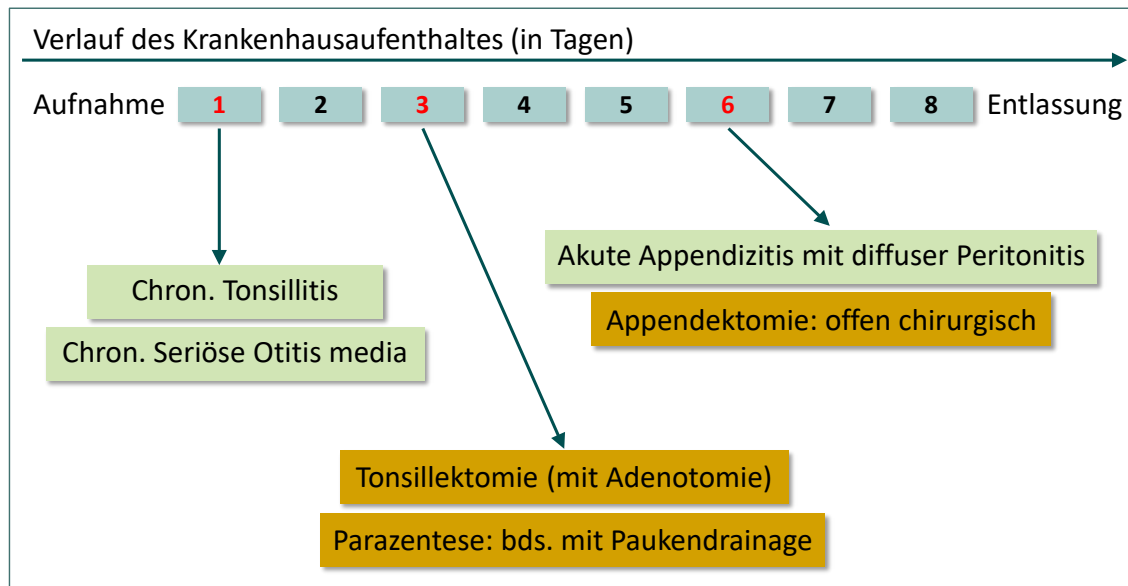 Verlauf des Krankenhausaufenthaltes (in Tagen)
Aufnahme 1 2 3 4 5 6 7 8 Entlassung
Akute Appendizitis mit diffuser Peritonitis
Chron. Tonsillitis
Appendektomie: offen chirurgisch
Chron. Seriöse Otitis media
Tonsillektomie (mit Adenotomie)
Parazentese: bds. mit Paukendrainage